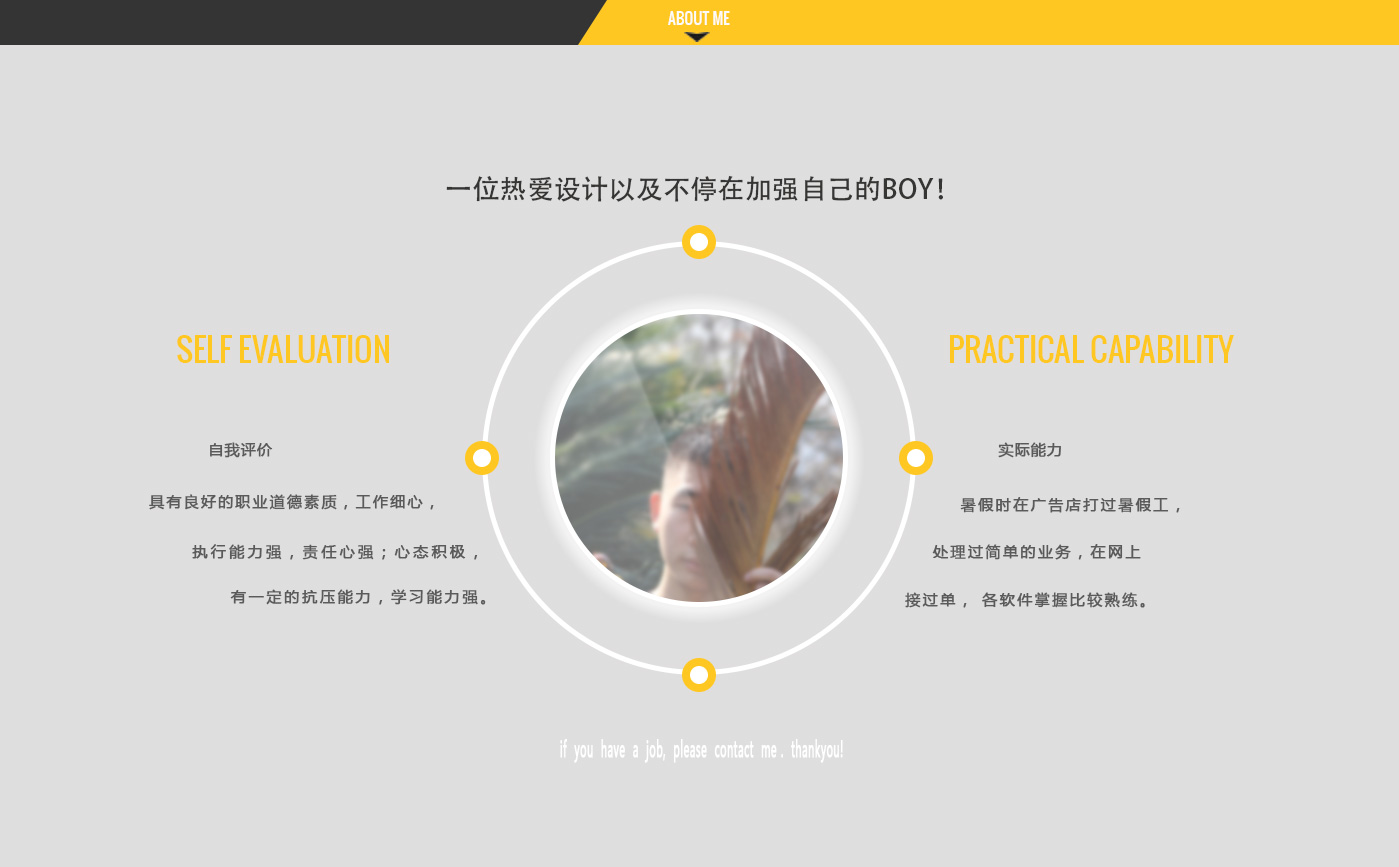 ABOUT ME
一位热爱设计以及不停在加强自己的BOY!
SELF EVALUATION
自我评价
具有良好的职业道德素质，工作细心，
执行能力强，责任心强；心态积极，
有一定的抗压能力，学习能力强。
PRACTICAL CAPABILITY
实际能力
暑假时在广告店打过暑假工，
处理过简单的业务，在网上
接过单， 各软件掌握比较熟练。
if you have a job, please contact me . thankyou!